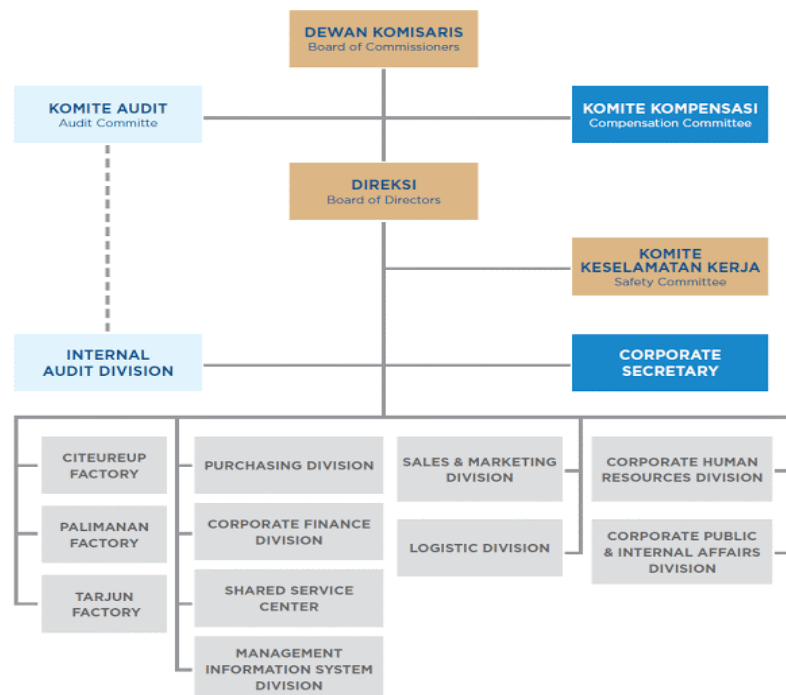 DEWAN KOMISARIS
Board of Commissioners
KOMITE AUDIT
Audit Committe
KOMITE KOMPENSASI
Compensation Committee
DIREKSI
Board of Directors
KOMITE
KESELAMATAN KERJA
Safety Committee
INTERNAL
AUDIT DIVISION
CORPORATE
SECRETARY
CITEUREUP
FACTORY
PALIMANAN
FACTORY
TARJUN
FACTORY
PURCHASING DIVISION
CORPORATE FINANCE
DIVISION
SHARED SERVICE
CENTER
MANAGEMENT
INFORMATION SYSTEM
DIVISION
SALES & MARKETING
DIVISION
LOGISTIC DIVISION
CORPORATE HUMAN
RESOURCES DIVISION
CORPORATE PUBLIC
& INTERNAL AFFAIRS
DIVISION